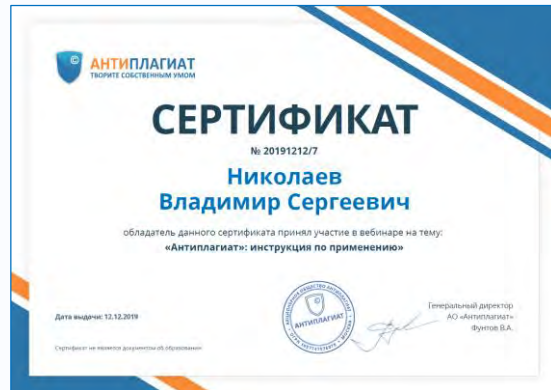 ©
АНТИПЛАГИАТ
ТВОРИТЕ СОБСТВЕННЫМ УМОМ
СЕРТИФИКАТ
№ 20191212/7
Николаев
Владимир Сергеевич
обладатель данного сертификата принял участие в вебинаре на тему:
«Антиплагиат»: инструкция по применению»
Дата выдачи: 12.12.2019
Сертификат не является документом об образовании
©
АНТИПЛАГИАТ
Генеральный директор
АО «Антиплагиат»
Фунтов В.А.